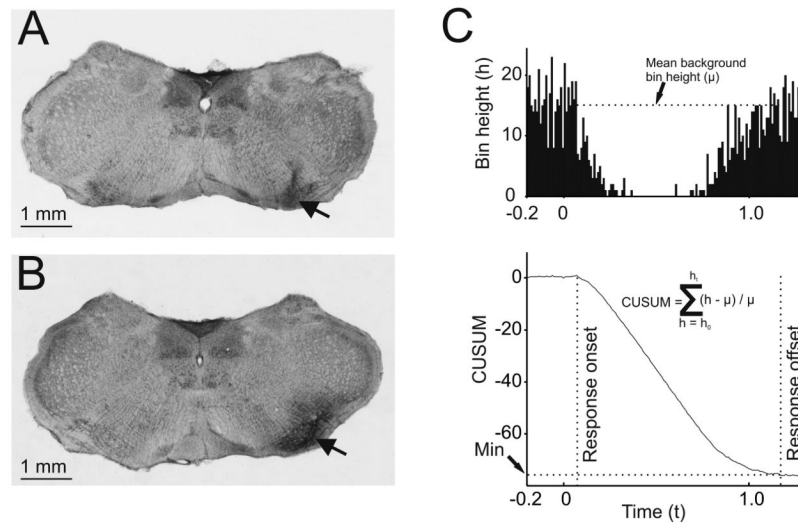 A
1 mm
B
1 mm
C
Mean background
bin height (μ)
Bin height (h)
20
10
0
-0.2 0 1.0
CUSUM = Σ (h - μ) / μ
h = h₀
Response onset
Response offset
CUSUM
0
-20
-40
-60
Min
-0.2 0 1.0
Time (t)